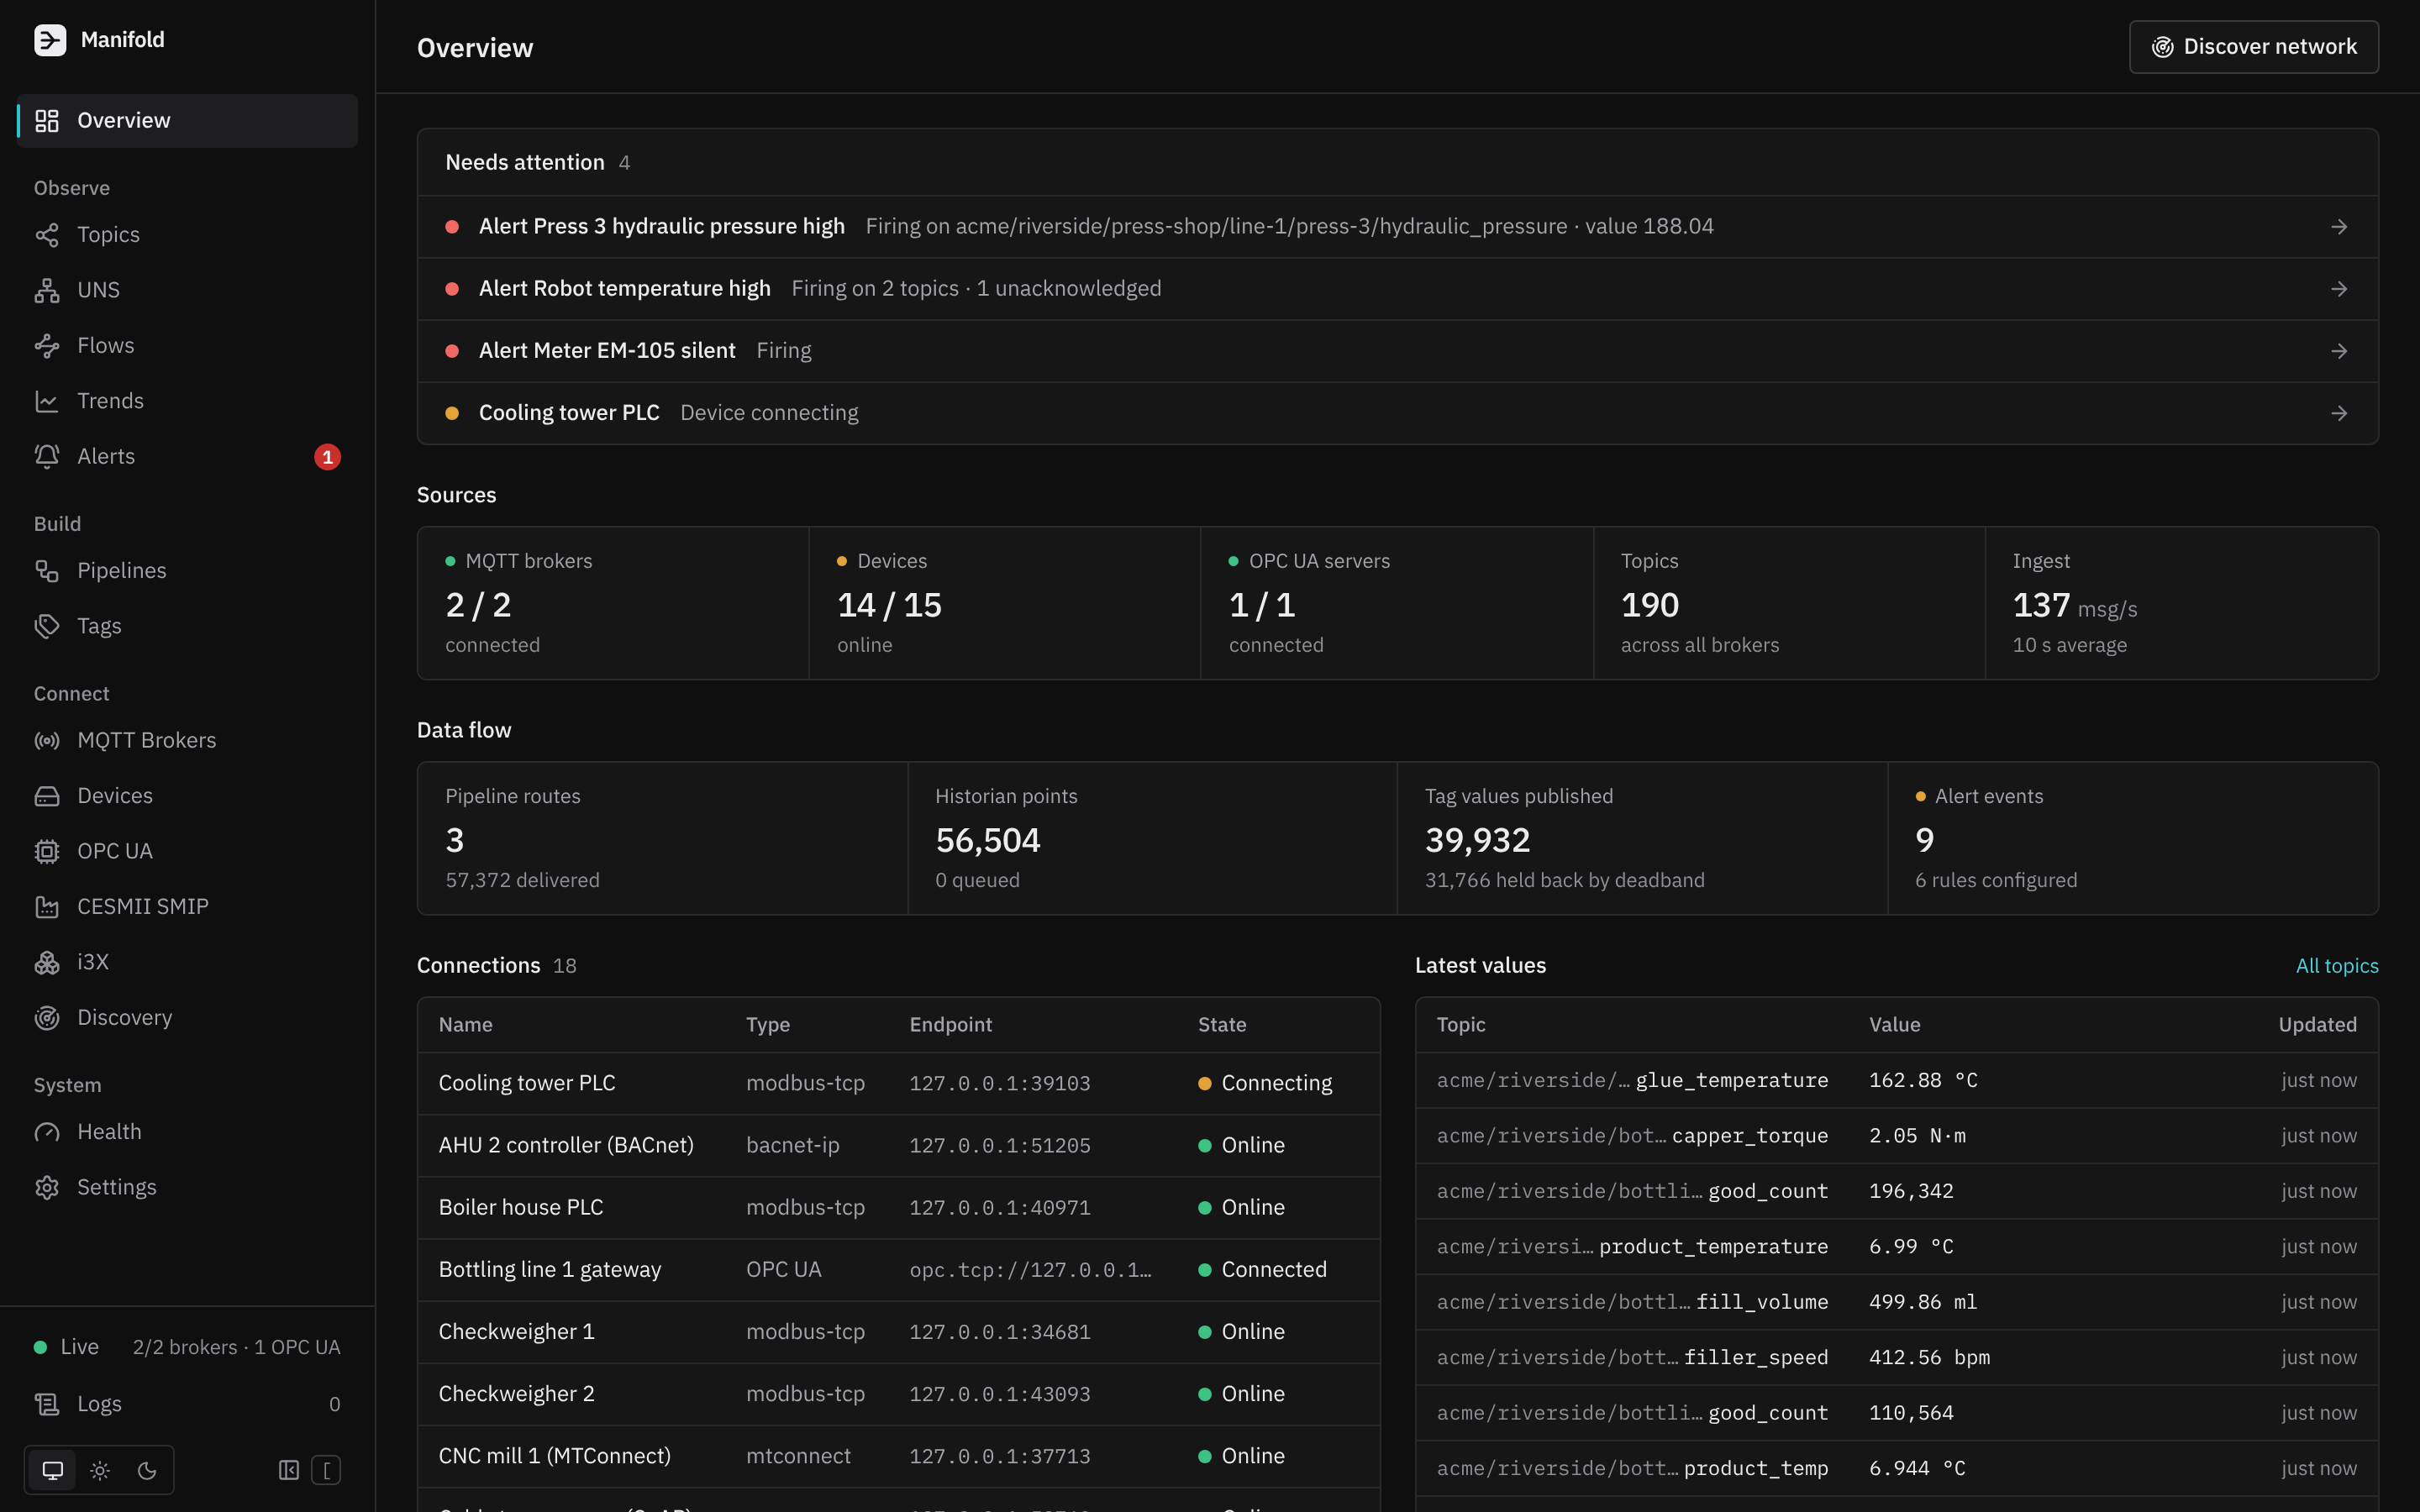 Manifold
Overview
Observe
Topics
UNS
Flows
Trends
Alerts 1
Build
Pipelines
Tags
Connect
MQTT Brokers
Devices
OPC UA
CESMII SMIP
i3X
Discovery
System
Health
Settings
Live 2/2 brokers · 1 OPC UA
Logs 0
[
Overview
Discover network
Needs attention 4
Alert Press 3 hydraulic pressure high Firing on acme/riverside/press-shop/line-1/press-3/hydraulic_pressure · value 188.04
Alert Robot temperature high Firing on 2 topics · 1 unacknowledged
Alert Meter EM-105 silent Firing
Cooling tower PLC Device connecting
Sources
MQTT brokers
2 / 2
connected
Devices
14 / 15
online
OPC UA servers
1 / 1
connected
Topics
190
across all brokers
Ingest
137 msg/s
10 s average
Data flow
Pipeline routes
3
57,372 delivered
Historian points
56,504
0 queued
Tag values published
39,932
31,766 held back by deadband
Alert events
9
6 rules configured
Connections 18
Name Type Endpoint State
Cooling tower PLC modbus-tcp 127.0.0.1:39103 Connecting
AHU 2 controller (BACnet) bacnet-ip 127.0.0.1:51205 Online
Boiler house PLC modbus-tcp 127.0.0.1:40971 Online
Bottling line 1 gateway OPC UA opc.tcp://127.0.0.1… Connected
Checkweigher 1 modbus-tcp 127.0.0.1:34681 Online
Checkweigher 2 modbus-tcp 127.0.0.1:43093 Online
CNC mill 1 (MTConnect) mtconnect 127.0.0.1:37713 Online
Latest values All topics
Topic Value Updated
acme/riverside/… glue_temperature 162.88 °C just now
acme/riverside/bot… capper_torque 2.05 N·m just now
acme/riverside/bottli… good_count 196,342 just now
acme/riversi… product_temperature 6.99 °C just now
acme/riverside/bottl… fill_volume 499.86 ml just now
acme/riverside/bott… filler_speed 412.56 bpm just now
acme/riverside/bottli… good_count 110,564 just now
acme/riverside/bott… product_temp 6.944 °C just now